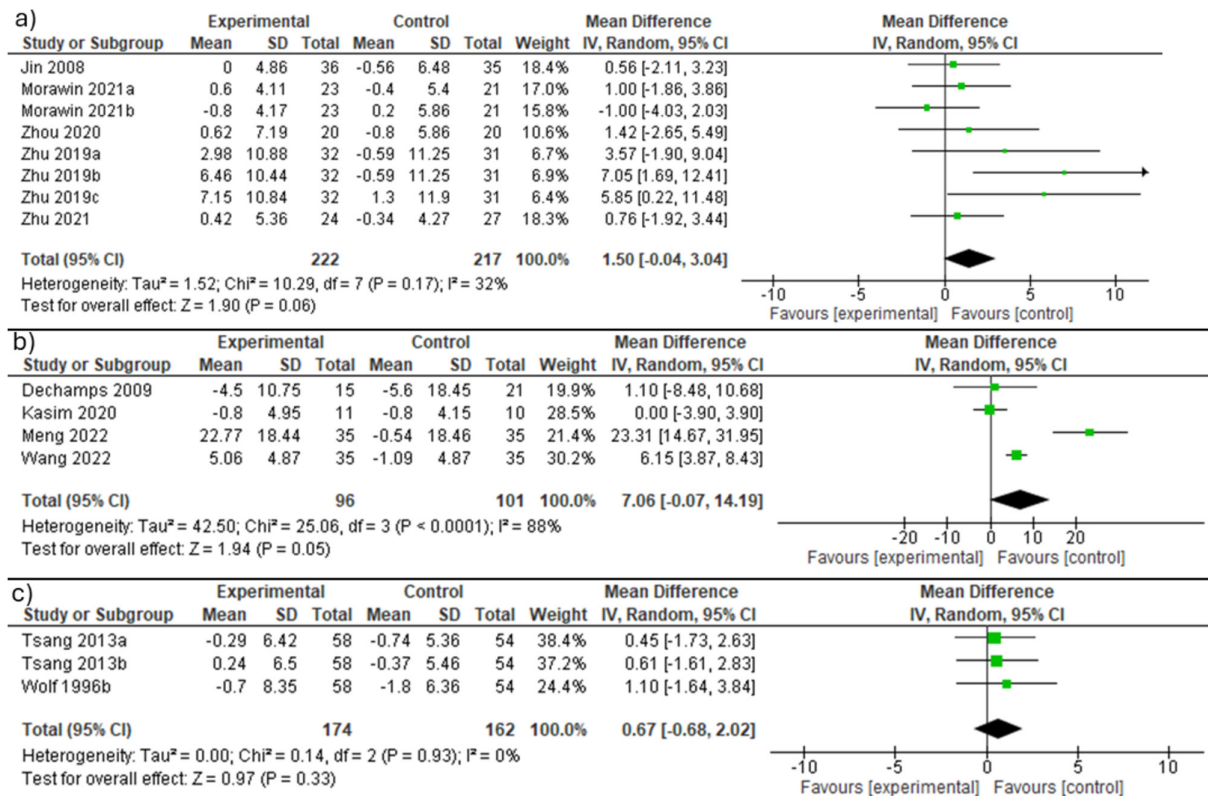 a)
Experimental Control Mean Difference Mean Difference
Study or Subgroup Mean SD Total Mean SD Total Weight IV, Random, 95% CI IV, Random, 95% CI
Jin 2008 0 4.86 36 -0.56 6.48 35 18.4% 0.56 [-2.11, 3.23]
Morawin 2021a 0.6 4.11 23 -0.4 5.4 21 17.0% 1.00 [-1.86, 3.86]
Morawin 2021b -0.8 4.17 23 0.2 5.86 21 15.8% -1.00 [-4.03, 2.03]
Zhou 2020 0.62 7.19 20 -0.8 5.86 20 10.6% 1.42 [-2.65, 5.49]
Zhu 2019a 2.98 10.88 32 -0.59 11.25 31 6.7% 3.57 [-1.90, 9.04]
Zhu 2019b 6.46 10.44 32 -0.59 11.25 31 6.9% 7.05 [1.69, 12.41]
Zhu 2019c 7.15 10.84 32 1.3 11.9 31 6.3% 5.85 [0.22, 11.48]
Zhu 2021 0.42 5.36 24 -0.34 4.27 27 18.3% 0.76 [-1.92, 3.44]
Total (95% CI) 222 217 100.0% 1.50 [-0.04, 3.04]
Heterogeneity: Tau² = 1.52; Chi² = 10.29, df = 7 (P = 0.17); I² = 32%
Test for overall effect: Z = 1.90 (P = 0.06)
-10 -5 0 5 10
Favours [experimental] Favours [control]
b)
Experimental Control Mean Difference Mean Difference
Study or Subgroup Mean SD Total Mean SD Total Weight IV, Random, 95% CI IV, Random, 95% CI
Dechamps 2009 -4.5 10.75 15 -5.6 18.45 21 19.9% 1.10 [-8.48, 10.68]
Kasim 2020 -0.8 4.95 11 -0.8 4.15 10 28.5% 0.00 [-3.90, 3.90]
Meng 2022 22.77 18.44 35 -0.54 18.46 35 21.4% 23.31 [14.67, 31.95]
Wang 2022 5.06 4.87 35 -1.09 4.87 35 30.2% 6.15 [3.87, 8.43]
Total (95% CI) 96 101 100.0% 7.06 [-0.07, 14.19]
Heterogeneity: Tau² = 42.50; Chi² = 25.06, df = 3 (P < 0.0001); I² = 88%
Test for overall effect: Z = 1.94 (P = 0.05)
-20 -10 0 10 20
Favours [experimental] Favours [control]
c)
Experimental Control Mean Difference Mean Difference
Study or Subgroup Mean SD Total Mean SD Total Weight IV, Random, 95% CI IV, Random, 95% CI
Tsang 2013a -0.29 6.42 58 -0.74 5.36 54 38.4% 0.45 [-1.73, 2.63]
Tsang 2013b 0.24 6.5 58 -0.37 5.46 54 37.2% 0.61 [-1.61, 2.83]
Wolf 1996b -0.7 8.35 58 -1.8 6.36 54 24.4% 1.10 [-1.64, 3.84]
Total (95% CI) 174 162 100.0% 0.67 [-0.68, 2.02]
Heterogeneity: Tau² = 0.00; Chi² = 0.14, df = 2 (P = 0.93); I² = 0%
Test for overall effect: Z = 0.97 (P = 0.33)
-10 -5 0 5 10
Favours [experimental] Favours [control]